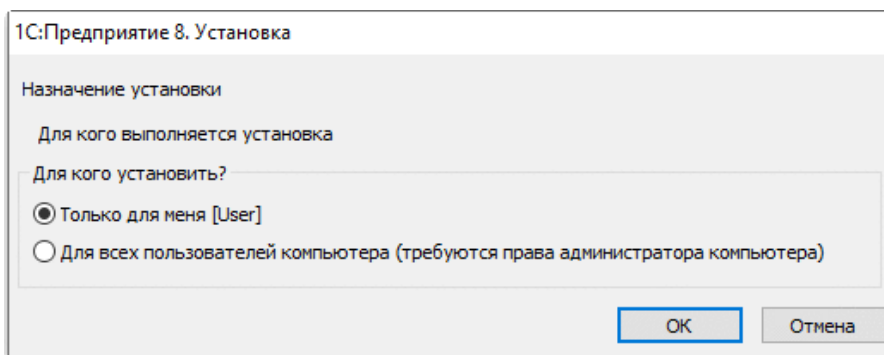 1С:Предприятие 8. Установка
Назначение установки
Для кого выполняется установка
Для кого установить?
Только для меня [User]
Для всех пользователей компьютера (требуются права администратора компьютера)
ОК
Отмена